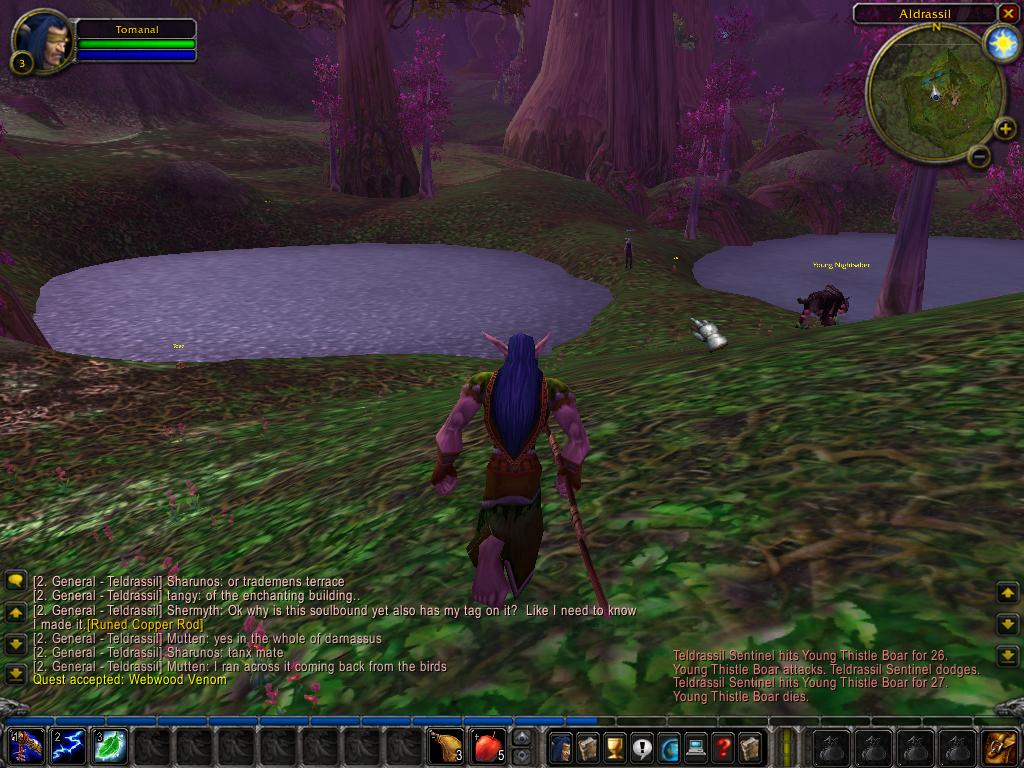 Tomanal
3
Aldrassil
N
Young Nightsaber
Toad
[2. General - Teldrassil] Sharunos: or trademens terrace
[2. General - Teldrassil] tangy: of the enchanting building..
[2. General - Teldrassil] Shermyth: Ok why is this soulbound yet also has my tag on it?  Like I need to know
I made it.[Runed Copper Rod]
[2. General - Teldrassil] Mutten: yes in the whole of darnassus
[2. General - Teldrassil] Sharunos: tanx mate
[2. General - Teldrassil] Mutten: I ran across it coming back from the birds
Quest accepted: Webwood Venom
Teldrassil Sentinel hits Young Thistle Boar for 26.
Young Thistle Boar attacks. Teldrassil Sentinel dodges.
Teldrassil Sentinel hits Young Thistle Boar for 27.
Young Thistle Boar dies.
1 2 3 3 5